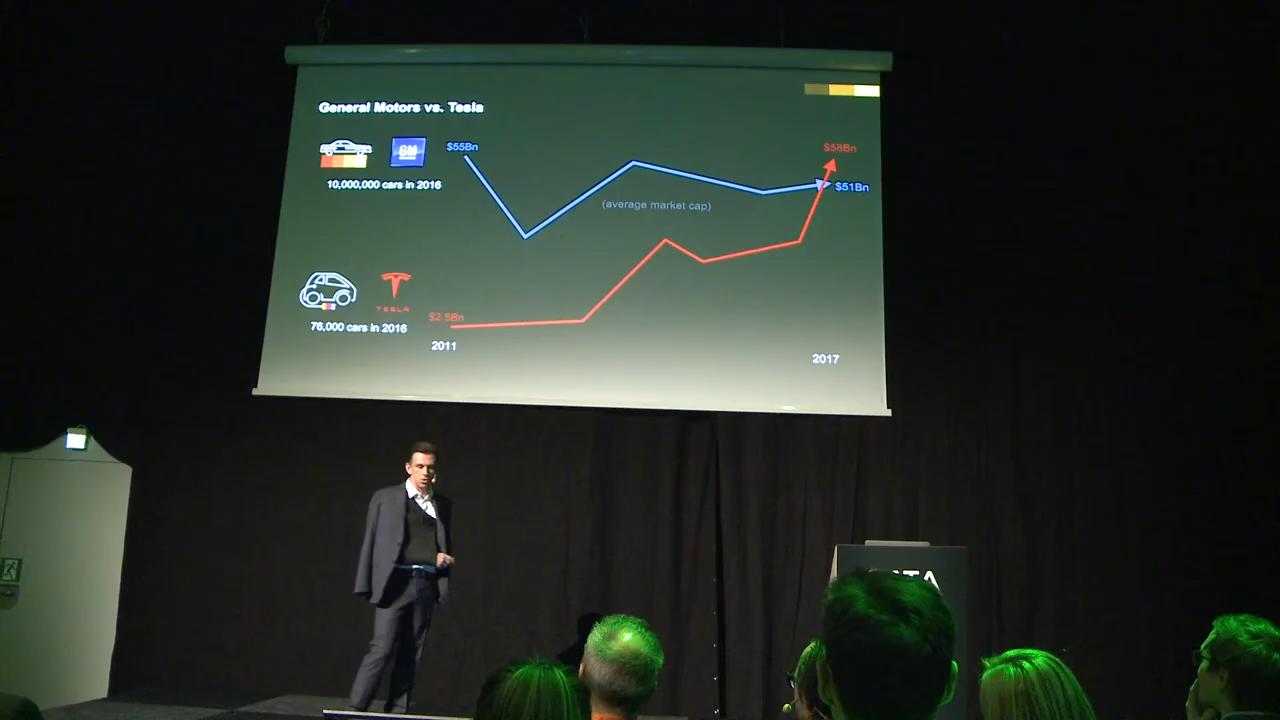 General Motors vs. Tesla
GM
$55Bn
$58Bn
10,000,000 cars in 2016
$51Bn
(average market cap)
TESLA
$2.5Bn
76,000 cars in 2016
2011
2017